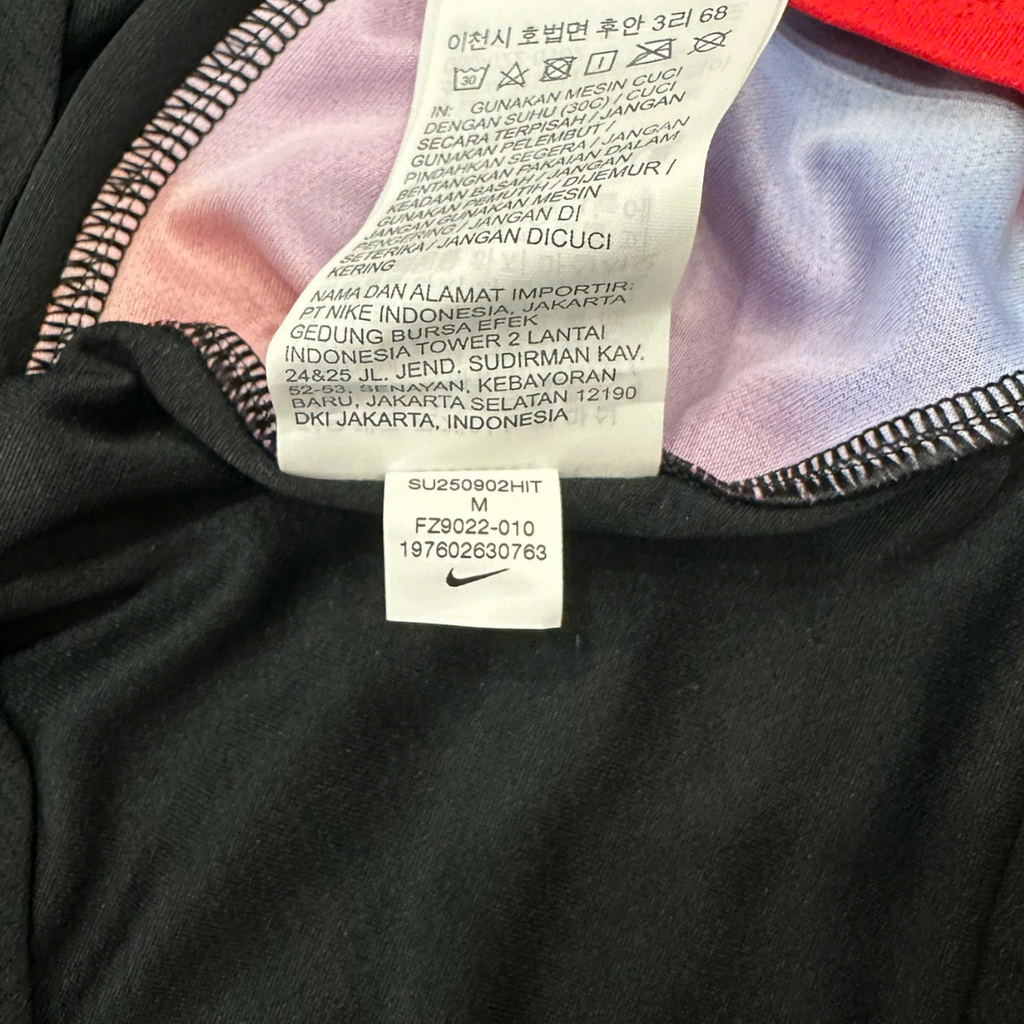 이천시 호법면 후안 3리 68
30
IN: GUNAKAN MESIN CUCI
DENGAN SUHU (30C) / CUCI
SECARA TERPISAH / JANGAN
GUNAKAN PELEMBUT /
PINDAHKAN SEGERA / JANGAN
BENTANGKAN PAKAIAN DALAM
KEADAAN BASAH / JANGAN
GUNAKAN PEMUTIH / DIJEMUR /
JANGAN GUNAKAN MESIN
PENGERING / JANGAN DI
SETERIKA / JANGAN DICUCI
KERING
NAMA DAN ALAMAT IMPORTIR:
PT NIKE INDONESIA, JAKARTA
GEDUNG BURSA EFEK
INDONESIA TOWER 2 LANTAI
24&25 JL. JEND. SUDIRMAN KAV.
52-53, SENAYAN, KEBAYORAN
BARU, JAKARTA SELATAN 12190
DKI JAKARTA, INDONESIA
SU250902HIT
M
FZ9022-010
197602630763